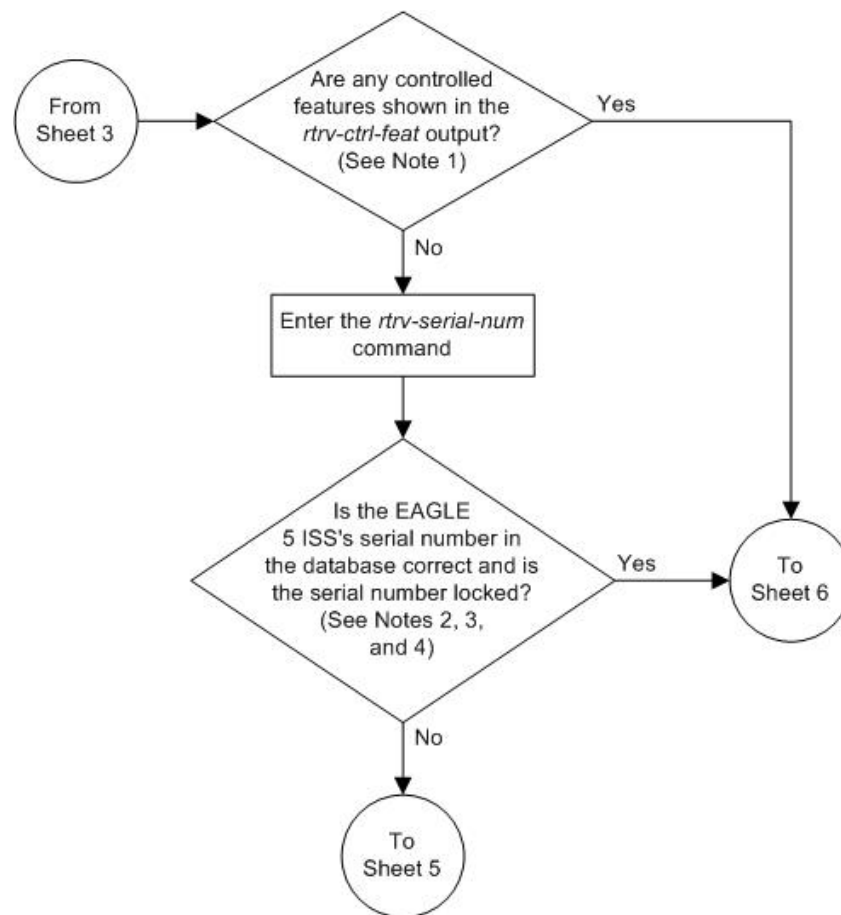 From
Sheet 3
Are any controlled
features shown in the
rtrv-ctrl-feat output?
(See Note 1)
Yes
No
Enter the rtrv-serial-num
command
Is the EAGLE
5 ISS's serial number in
the database correct and is
the serial number locked?
(See Notes 2, 3,
and 4)
Yes
To
Sheet 6
No
To
Sheet 5